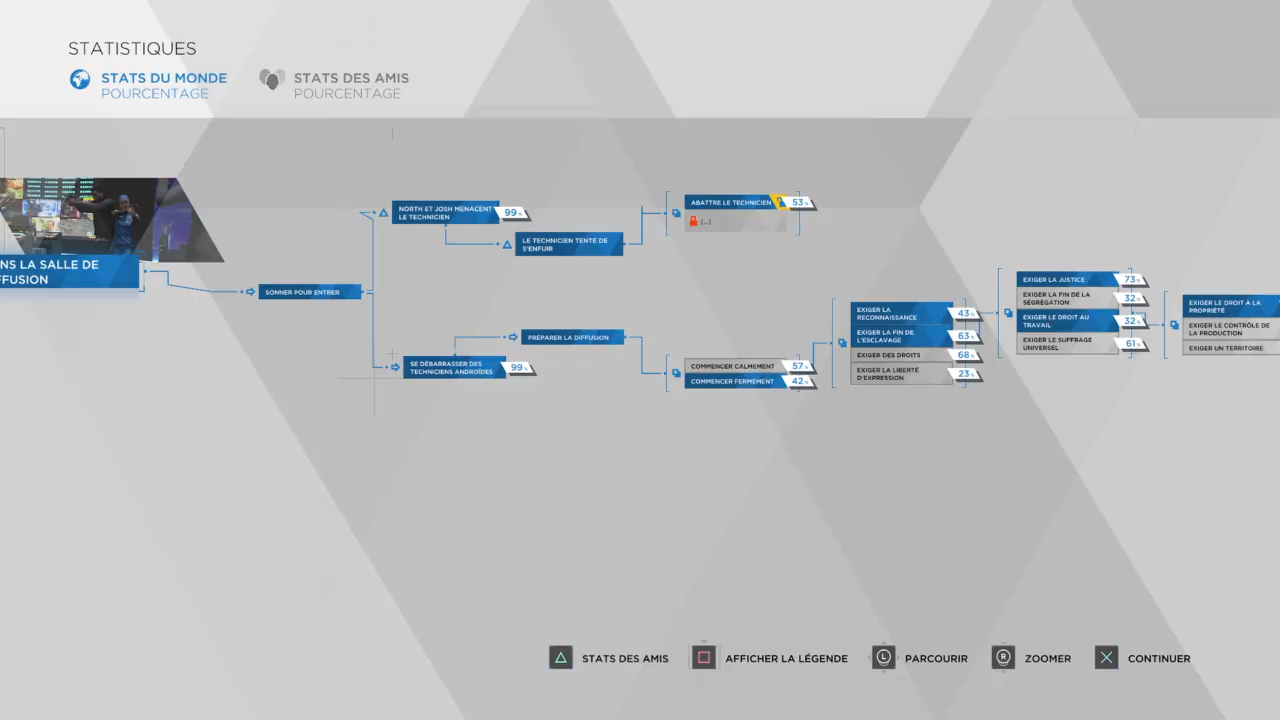 STATISTIQUES
STATS DU MONDE
POURCENTAGE
STATS DES AMIS
POURCENTAGE
NS LA SALLE DE
FFUSION
SONNER POUR ENTRER
NORTH ET JOSH MENACENT
LE TECHNICIEN
99%
LE TECHNICIEN TENTE DE
S'ENFUIR
ABATTRE LE TECHNICIEN
53%
[...]
SE DÉBARRASSER DES
TECHNICIENS ANDROÏDES
99%
PRÉPARER LA DIFFUSION
COMMENCER CALMEMENT
57%
COMMENCER FERMEMENT
42%
EXIGER LA
RECONNAISSANCE
43%
EXIGER LA FIN DE
L'ESCLAVAGE
63%
EXIGER DES DROITS
68%
EXIGER LA LIBERTÉ
D'EXPRESSION
23%
EXIGER LA JUSTICE
73%
EXIGER LA FIN DE LA
SÉGRÉGATION
32%
EXIGER LE DROIT AU
TRAVAIL
32%
EXIGER LE SUFFRAGE
UNIVERSEL
61%
EXIGER LE DROIT À LA
PROPRIÉTÉ
EXIGER LE CONTRÔLE DE
LA PRODUCTION
EXIGER UN TERRITOIRE
STATS DES AMIS
AFFICHER LA LÉGENDE
L
PARCOURIR
R
ZOOMER
CONTINUER